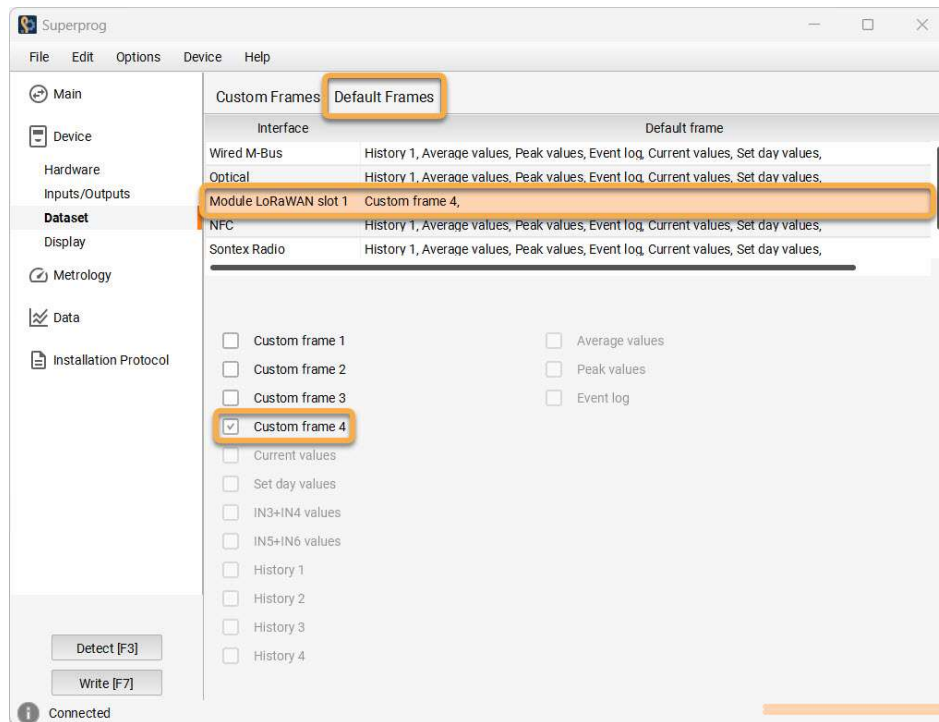 Superprog
File Edit Options Device Help
Main
Device
Hardware
Inputs/Outputs
Dataset
Display
Metrology
Data
Installation Protocol
Detect [F3]
Write [F7]
Connected
Custom Frames Default Frames
Interface Default frame
Wired M-Bus History 1, Average values, Peak values, Event log, Current values, Set day values,
Optical History 1, Average values, Peak values, Event log, Current values, Set day values,
Module LoRaWAN slot 1 Custom frame 4,
NFC History 1, Average values, Peak values, Event log, Current values, Set day values,
Sontex Radio History 1, Average values, Peak values, Event log, Current values, Set day values,
Custom frame 1
Custom frame 2
Custom frame 3
Custom frame 4
Current values
Set day values
IN3+IN4 values
IN5+IN6 values
History 1
History 2
History 3
History 4
Average values
Peak values
Event log